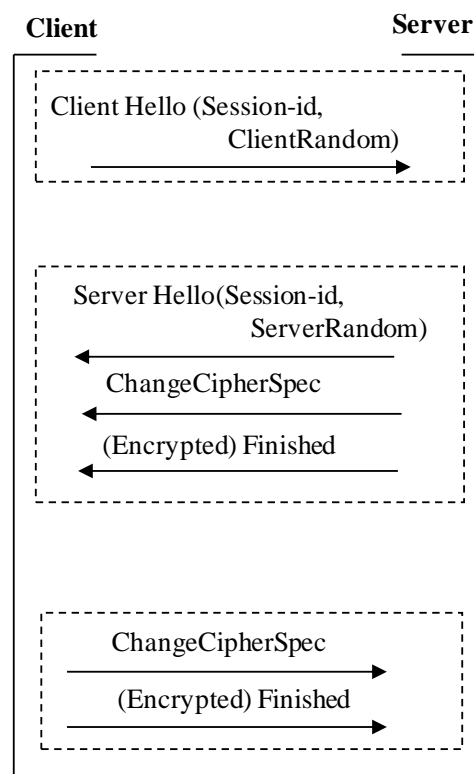 Client
Server
Client Hello (Session-id,
ClientRandom)
Server Hello(Session-id,
ServerRandom)
ChangeCipherSpec
(Encrypted) Finished
ChangeCipherSpec
(Encrypted) Finished